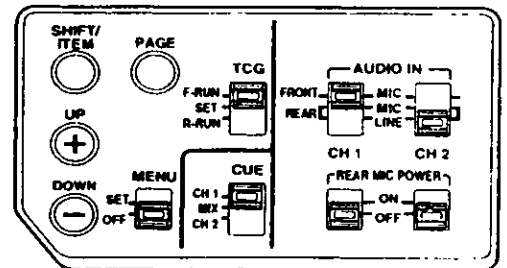 SHIFT/
ITEM
PAGE
TCG
F-RUN
SET
R-RUN
AUDIO IN
FRONT
REAR
MIC
MIC
LINE
CH 1
CH 2
UP
+
DOWN
−
MENU
SET
OFF
CUE
CH 1
MIX
CH 2
REAR MIC POWER
ON
OFF